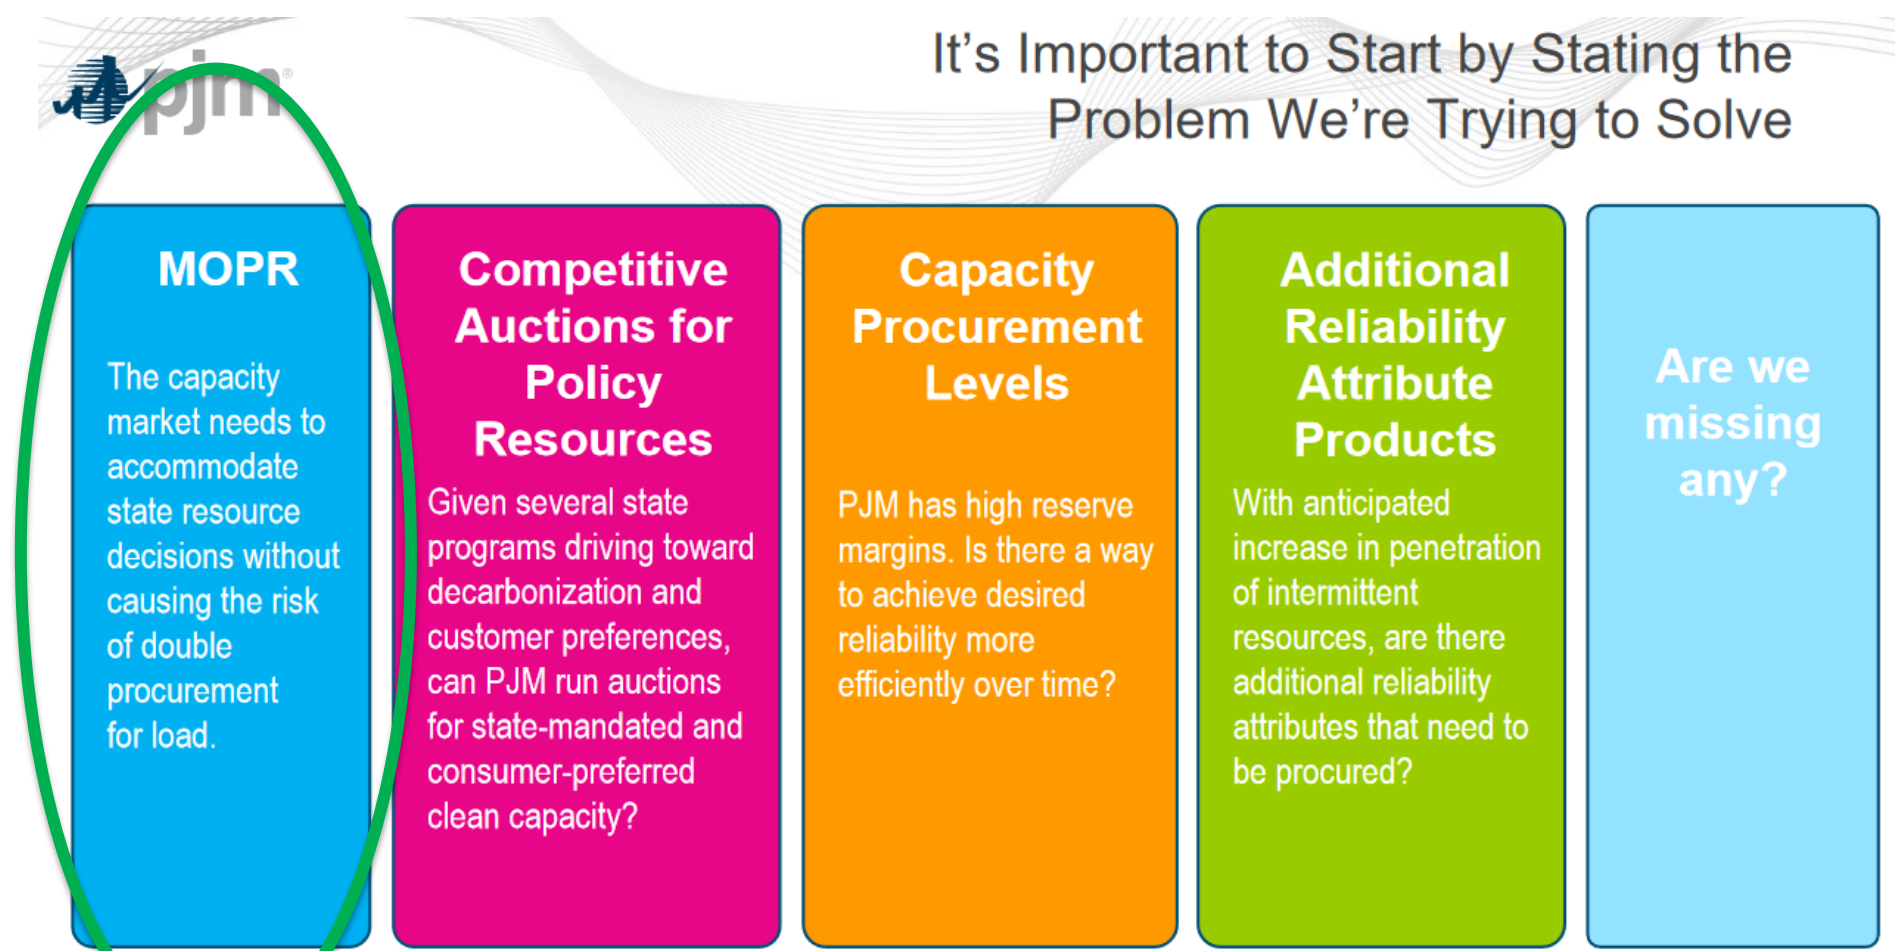 pjm®
It’s Important to Start by Stating the
Problem We’re Trying to Solve
MOPR
The capacity
market needs to
accommodate
state resource
decisions without
causing the risk
of double
procurement
for load.
Competitive
Auctions for
Policy
Resources
Given several state
programs driving toward
decarbonization and
customer preferences,
can PJM run auctions
for state-mandated and
consumer-preferred
clean capacity?
Capacity
Procurement
Levels
PJM has high reserve
margins. Is there a way
to achieve desired
reliability more
efficiently over time?
Additional
Reliability
Attribute
Products
With anticipated
increase in penetration
of intermittent
resources, are there
additional reliability
attributes that need to
be procured?
Are we
missing
any?